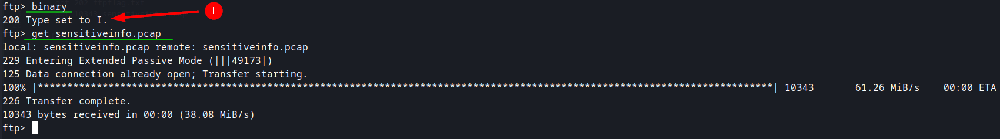 ftp> binary
1
200 Type set to I.
ftp> get sensitiveinfo.pcap
local: sensitiveinfo.pcap remote: sensitiveinfo.pcap
229 Entering Extended Passive Mode (|||49173|)
125 Data connection already open; Transfer starting.
100% |*****************************************************************************************************************************| 10343       61.26 MiB/s    00:00 ETA
226 Transfer complete.
10343 bytes received in 00:00 (38.08 MiB/s)
ftp>